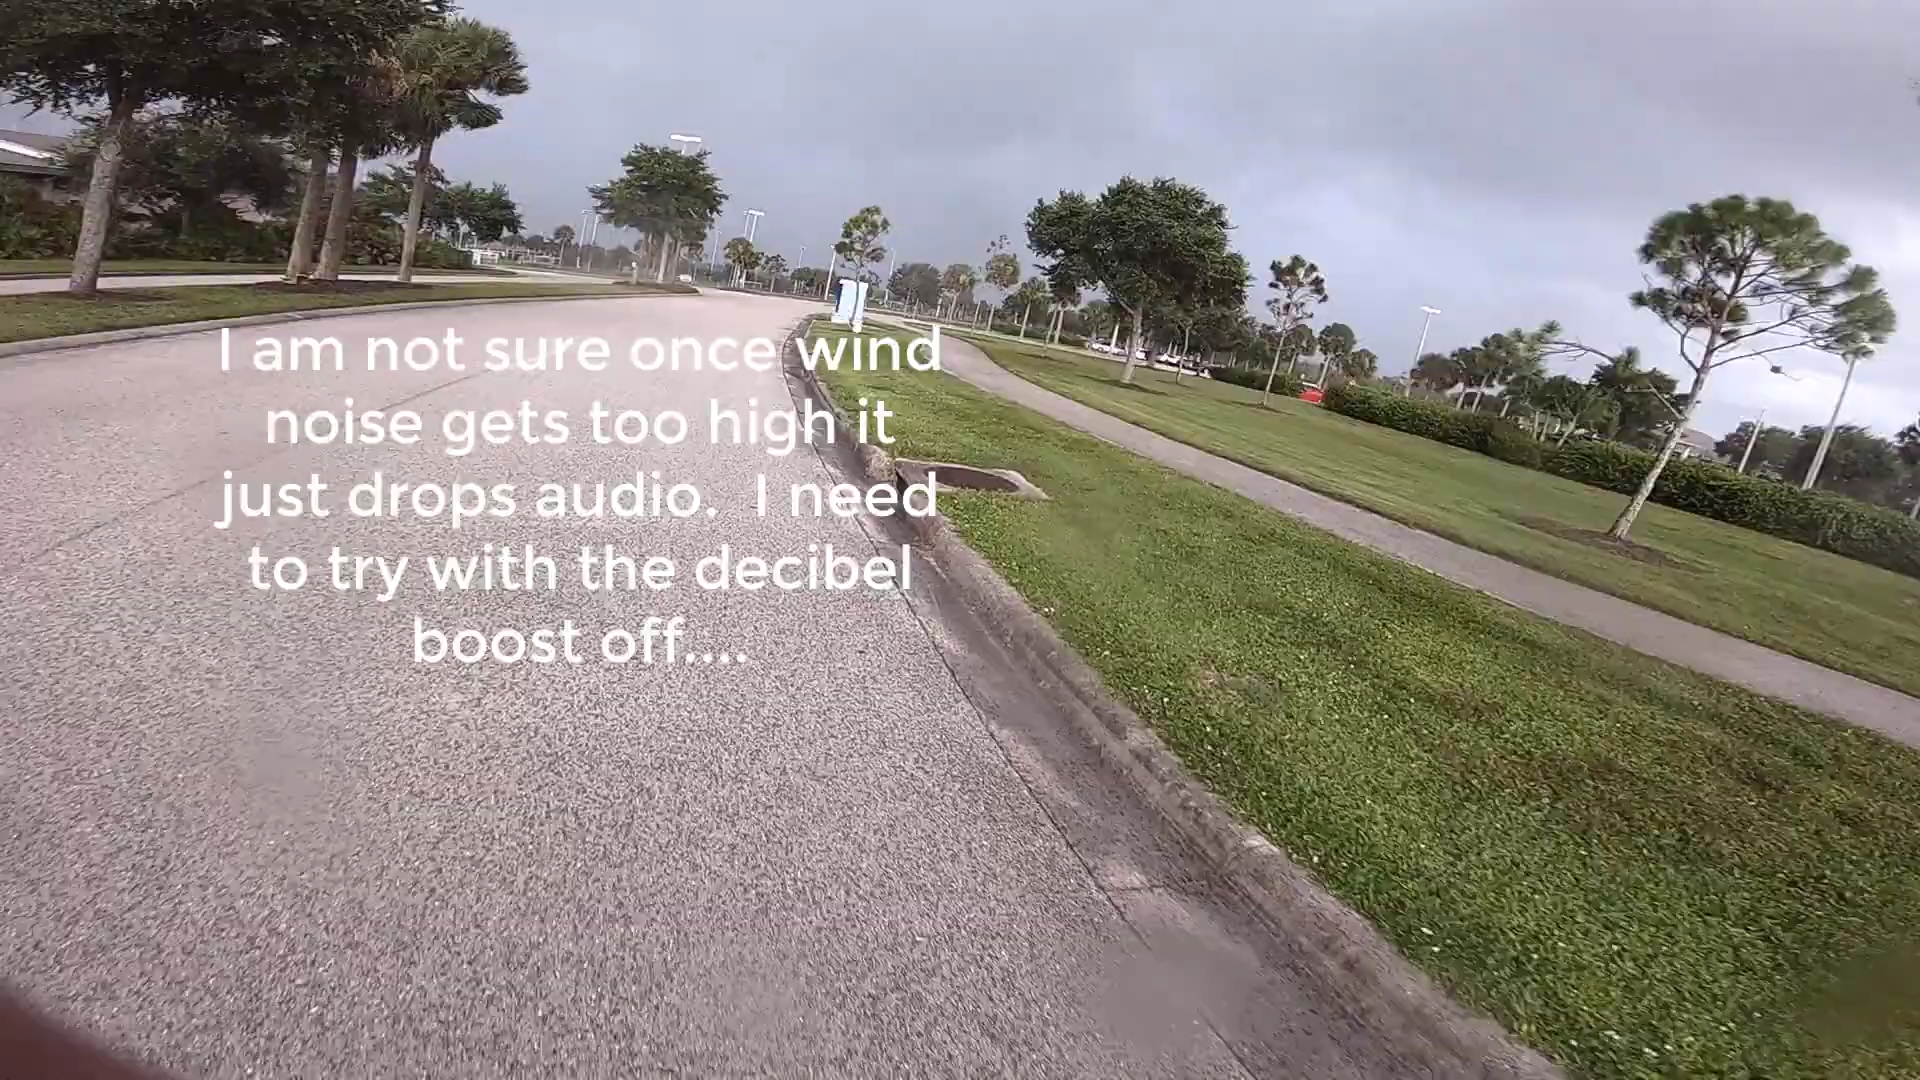 I am not sure once wind
noise gets too high it
just drops audio.  I need
to try with the decibel
boost off....